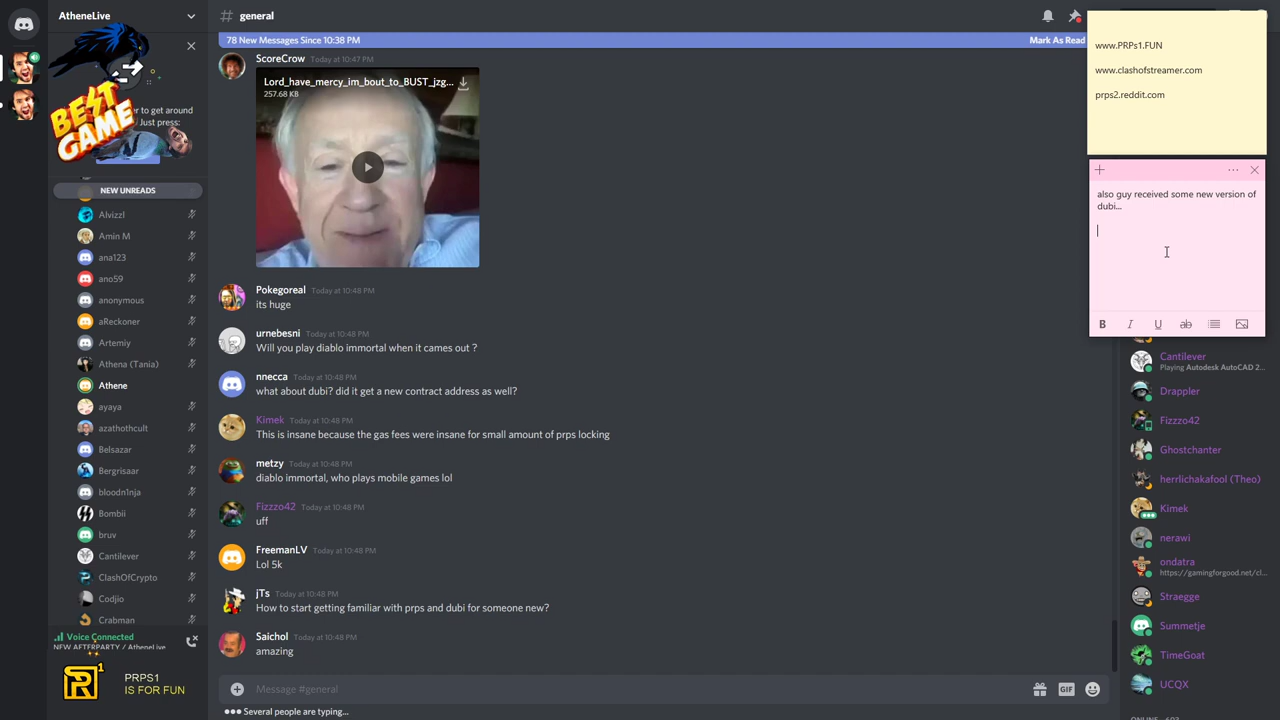 AtheneLive
# general
78 New Messages Since 10:38 PM
Mark As Read
BEST
GAME
er to get around
Just press:
NEW UNREADS
Alvizzl
Amin M
ana123
ano59
anonymous
aReckoner
Artemiy
Athena (Tania)
Athene
ayaya
azathothcult
Belsazar
Bergrisaar
bloodn1nja
Bombii
bruv
Cantilever
ClashOfCrypto
Codjio
Crabman
Voice Connected
NEW AFTERPARTY / AtheneLive
R 1
PRPS1
IS FOR FUN
ScoreCrow Today at 10:47 PM
Lord_have_mercy_im_bout_to_BUST_jzg...
257.68 KB
Pokegoreal Today at 10:48 PM
its huge
urnebesni Today at 10:48 PM
Will you play diablo immortal when it cames out ?
nnecca Today at 10:48 PM
what about dubi? did it get a new contract address as well?
Kimek Today at 10:48 PM
This is insane because the gas fees were insane for small amount of prps locking
metzy Today at 10:48 PM
diablo immortal, who plays mobile games lol
Fizzzo42 Today at 10:48 PM
uff
FreemanLV Today at 10:48 PM
Lol 5k
jTs Today at 10:48 PM
How to start getting familiar with prps and dubi for someone new?
Saichol Today at 10:48 PM
amazing
Message #general
GIF
Several people are typing...
www.PRPs1.FUN
www.clashofstreamer.com
prps2.reddit.com
also guy received some new version of
dubi...
B I U ab
Cantilever
Playing Autodesk AutoCAD 2...
Drappler
Fizzzo42
Ghostchanter
herrlichakafool (Theo)
Kimek
nerawi
ondatra
https://gamingforgood.net/cl...
Straegge
Summetje
TimeGoat
UCQX